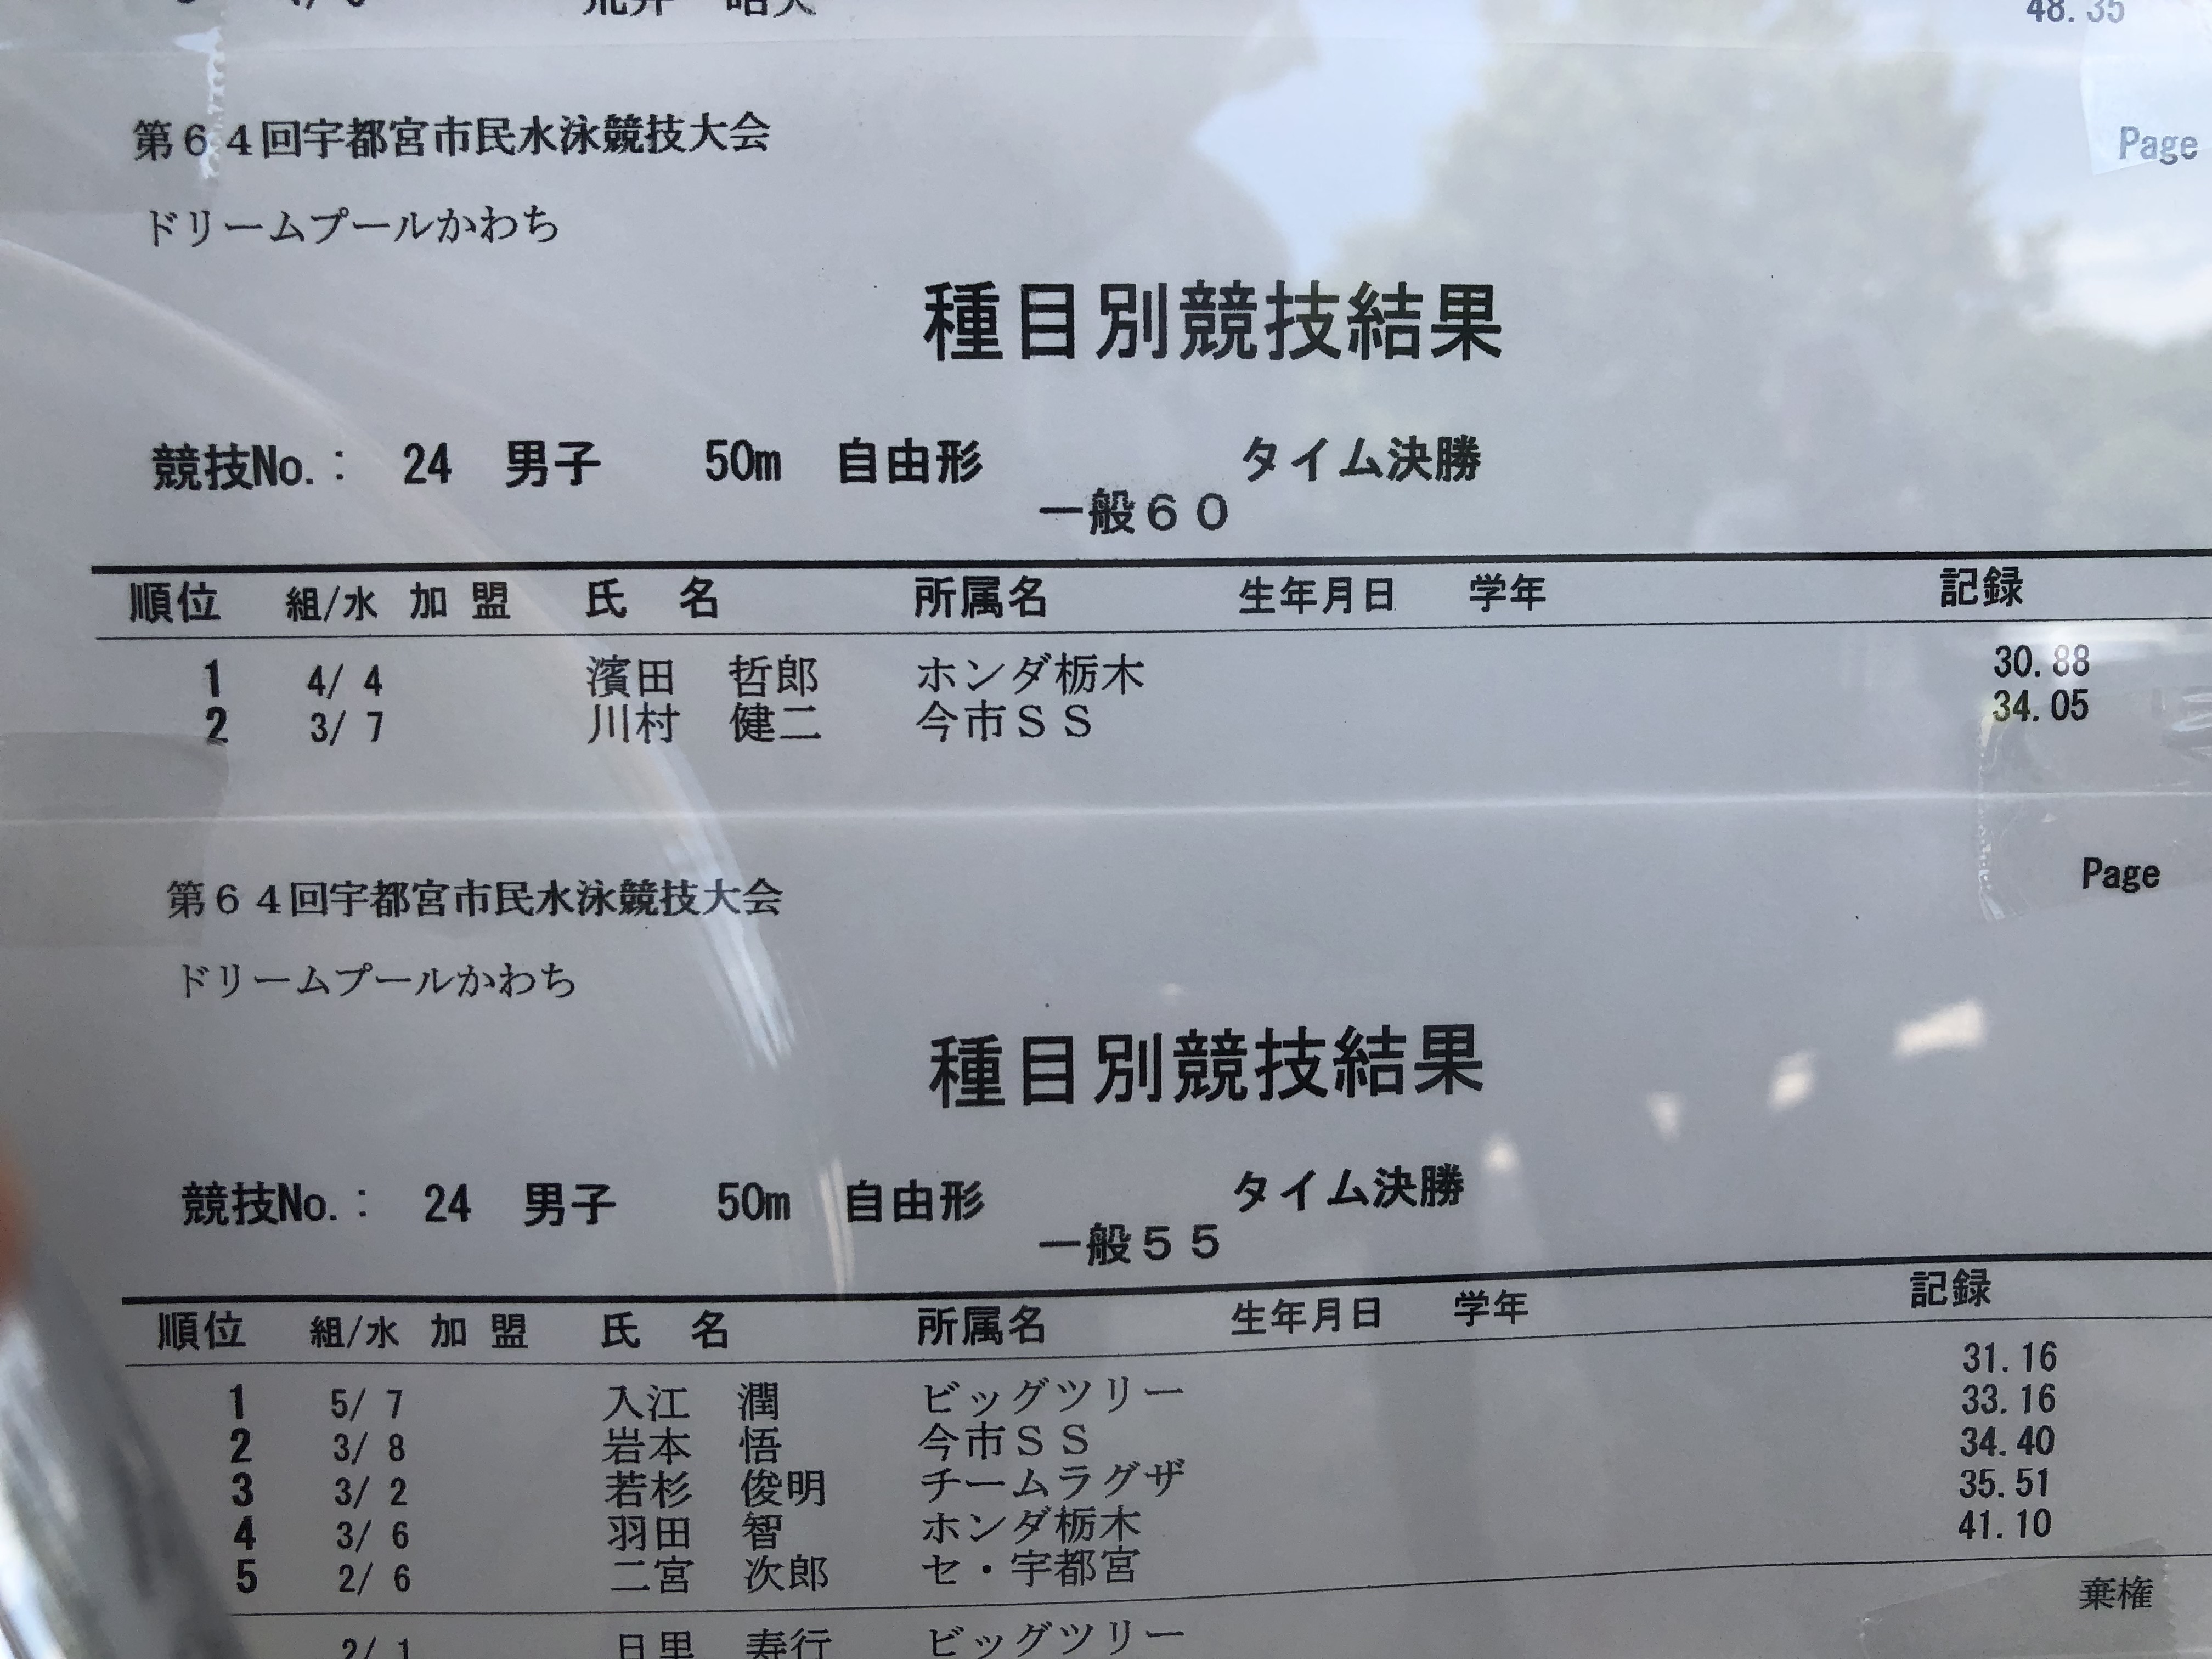 荒井 昭夫 48.35
第６４回宇都宮市民水泳競技大会 Page
ドリームプールかわち
種目別競技結果
競技No.： 24 男子 50m 自由形 タイム決勝
一般６０
順位 組/水 加盟 氏 名 所属名 生年月日 学年 記録
1 4/ 4 濱田 哲郎 ホンダ栃木 30.88
2 3/ 7 川村 健二 今市ＳＳ 34.05
第６４回宇都宮市民水泳競技大会 Page
ドリームプールかわち
種目別競技結果
競技No.： 24 男子 50m 自由形 タイム決勝
一般５５
順位 組/水 加盟 氏 名 所属名 生年月日 学年 記録
1 5/ 7 入江 潤 ビッグツリー 31.16
2 3/ 8 岩本 悟 今市ＳＳ 33.16
3 3/ 2 若杉 俊明 チームラグザ 34.40
4 3/ 6 羽田 智 ホンダ栃木 35.51
5 2/ 6 二宮 次郎 セ・宇都宮 41.10
2/ 1 日里 寿行 ビッグツリー 棄権